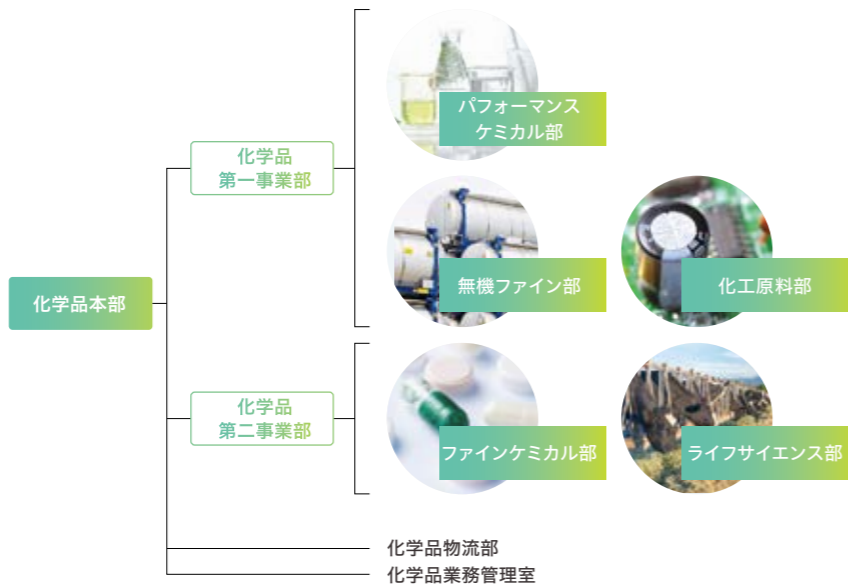 パフォーマンス
ケミカル部
化学品
第一事業部
無機ファイン部
化工原料部
化学品本部
化学品
第二事業部
ファインケミカル部
ライフサイエンス部
化学品物流部
化学品業務管理室